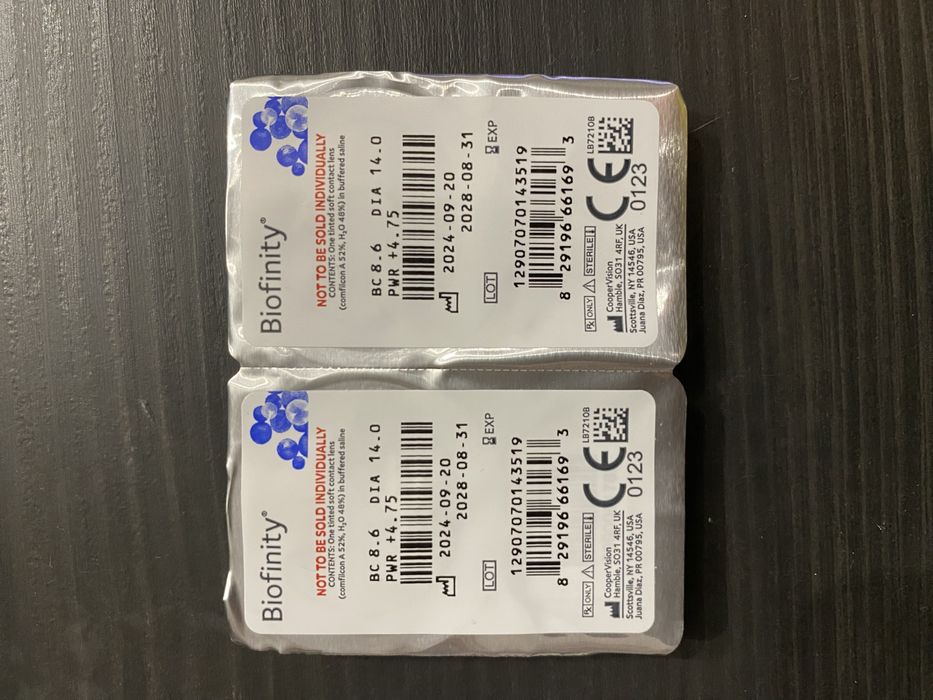 Biofinity®
NOT TO BE SOLD INDIVIDUALLY
CONTENTS: One tinted soft contact lens
(comfilcon A 52%, H₂O 48%) in buffered saline
BC 8.6 DIA 14.0
PWR +4.75
2024-09-20
2028-08-31
EXP
LOT
12907070143519
8 29196 66169 3
Rx ONLY STERILE
CooperVision
Hamble, SO31 4RF, UK
Scottsville, NY 14546, USA
Juana Diaz, PR 00795, USA
CE
0123
LB7210B
Biofinity®
NOT TO BE SOLD INDIVIDUALLY
CONTENTS: One tinted soft contact lens
(comfilcon A 52%, H₂O 48%) in buffered saline
BC 8.6 DIA 14.0
PWR +4.75
2024-09-20
2028-08-31
EXP
LOT
12907070143519
8 29196 66169 3
Rx ONLY STERILE
CooperVision
Hamble, SO31 4RF, UK
Scottsville, NY 14546, USA
Juana Diaz, PR 00795, USA
CE
0123
LB7210B